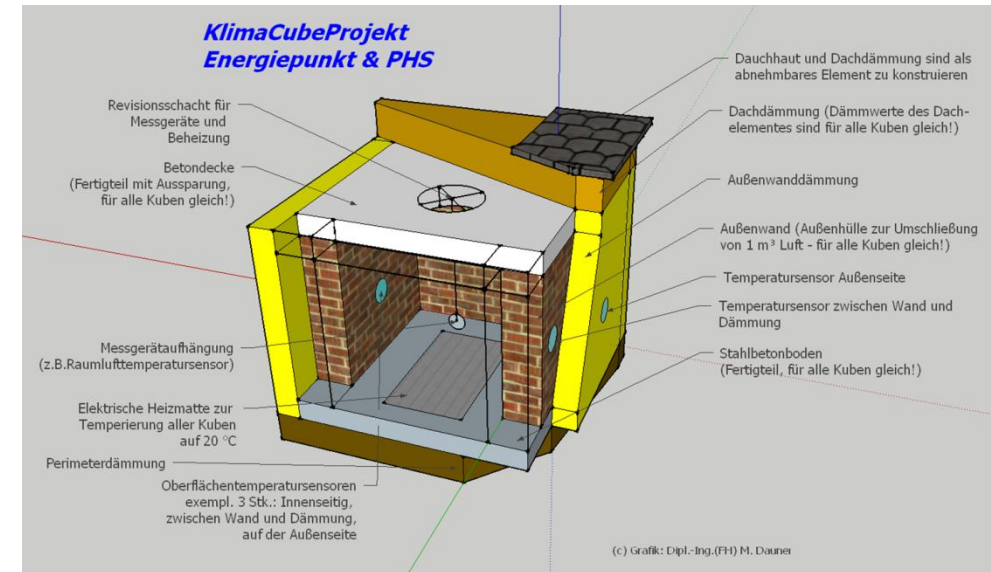 KlimaCubeProjekt
Energiepunkt & PHS
Revisionsschacht für
Messgeräte und
Beheizung
Betondecke
(Fertigteil mit Aussparung,
für alle Kuben gleich!)
Messgerätaufhängung
(z.B.Raumlufttemperatursensor)
Elektrische Heizmatte zur
Temperierung aller Kuben
auf 20 °C
Perimeterdämmung
Oberflächentemperatursensoren
exempl. 3 Stk.: Innenseitig,
zwischen Wand und Dämmung,
auf der Außenseite
Dauchhaut und Dachdämmung sind als
abnehmbares Element zu konstruieren
Dachdämmung (Dämmwerte des Dach-
elementes sind für alle Kuben gleich!)
Außenwanddämmung
Außenwand (Außenhülle zur Umschließung
von 1 m³ Luft - für alle Kuben gleich!)
Temperatursensor Außenseite
Temperatursensor zwischen Wand und
Dämmung
Stahlbetonboden
(Fertigteil, für alle Kuben gleich!)
(c) Grafik: Dipl.-Ing.(FH) M. Dauner